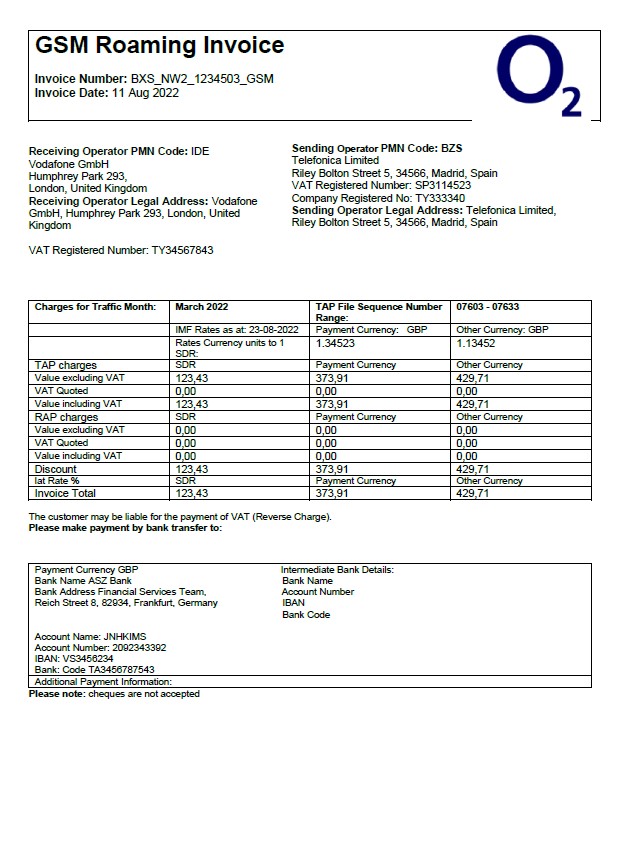 GSM Roaming Invoice
O2
Invoice Number: BXS_NW2_1234503_GSM
Invoice Date: 11 Aug 2022
Receiving Operator PMN Code: IDE
Vodafone GmbH
Humphrey Park 293,
London, United Kingdom
Receiving Operator Legal Address: Vodafone
GmbH, Humphrey Park 293, London, United
Kingdom
VAT Registered Number: TY34567843
Sending Operator PMN Code: BZS
Telefonica Limited
Riley Bolton Street 5, 34566, Madrid, Spain
VAT Registered Number: SP3114523
Company Registered No: TY333340
Sending Operator Legal Address: Telefonica Limited,
Riley Bolton Street 5, 34566, Madrid, Spain
Charges for Traffic Month: March 2022 TAP File Sequence Number Range: 07603 - 07633
IMF Rates as at: 23-08-2022 Payment Currency: GBP Other Currency: GBP
Rates Currency units to 1 SDR: 1.34523 1.13452
TAP charges SDR Payment Currency Other Currency
Value excluding VAT 123,43 373,91 429,71
VAT Quoted 0,00 0,00 0,00
Value including VAT 123,43 373,91 429,71
RAP charges SDR Payment Currency Other Currency
Value excluding VAT 0,00 0,00 0,00
VAT Quoted 0,00 0,00 0,00
Value including VAT 0,00 0,00 0,00
Discount 123,43 373,91 429,71
Iat Rate % SDR Payment Currency Other Currency
Invoice Total 123,43 373,91 429,71
The customer may be liable for the payment of VAT (Reverse Charge).
Please make payment by bank transfer to:
Payment Currency GBP
Bank Name ASZ Bank
Bank Address Financial Services Team,
Reich Street 8, 82934, Frankfurt, Germany
Account Name: JNHKIMS
Account Number: 2092343392
IBAN: VS3456234
Bank: Code TA3456787543
Intermediate Bank Details:
Bank Name
Account Number
IBAN
Bank Code
Additional Payment Information:
Please note: cheques are not accepted